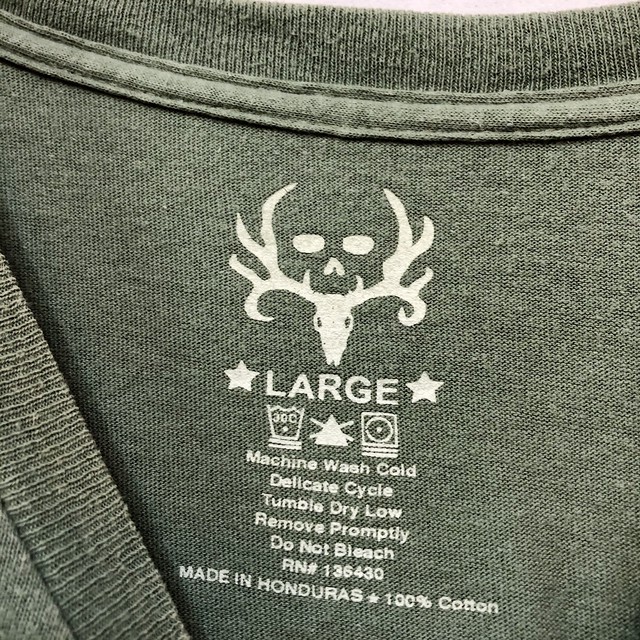 ★ LARGE ★
30C
Machine Wash Cold
Delicate Cycle
Tumble Dry Low
Remove Promptly
Do Not Bleach
RN# 136430
MADE IN HONDURAS ★ 100% Cotton